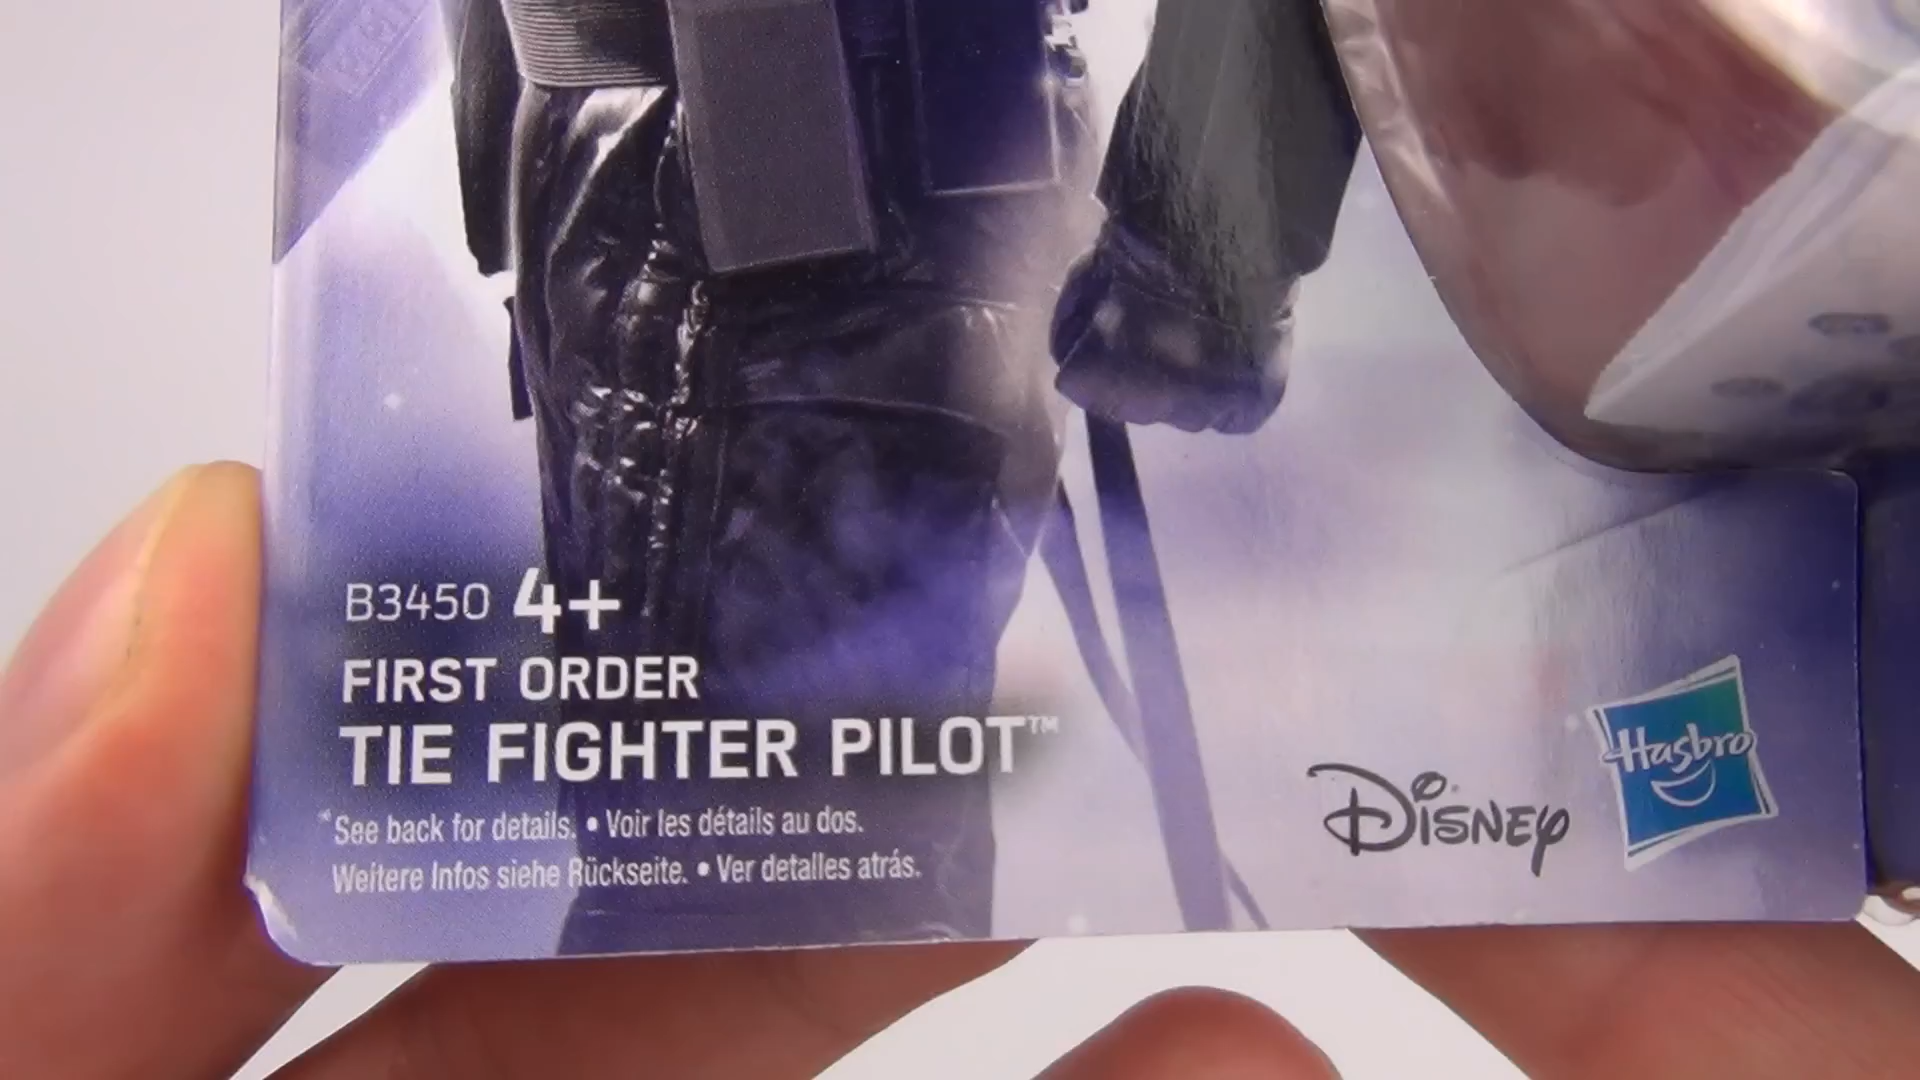 B3450 4+
FIRST ORDER
TIE FIGHTER PILOT™
*See back for details. • Voir les détails au dos.
Weitere Infos siehe Rückseite. • Ver detalles atrás.
Disney
Hasbro